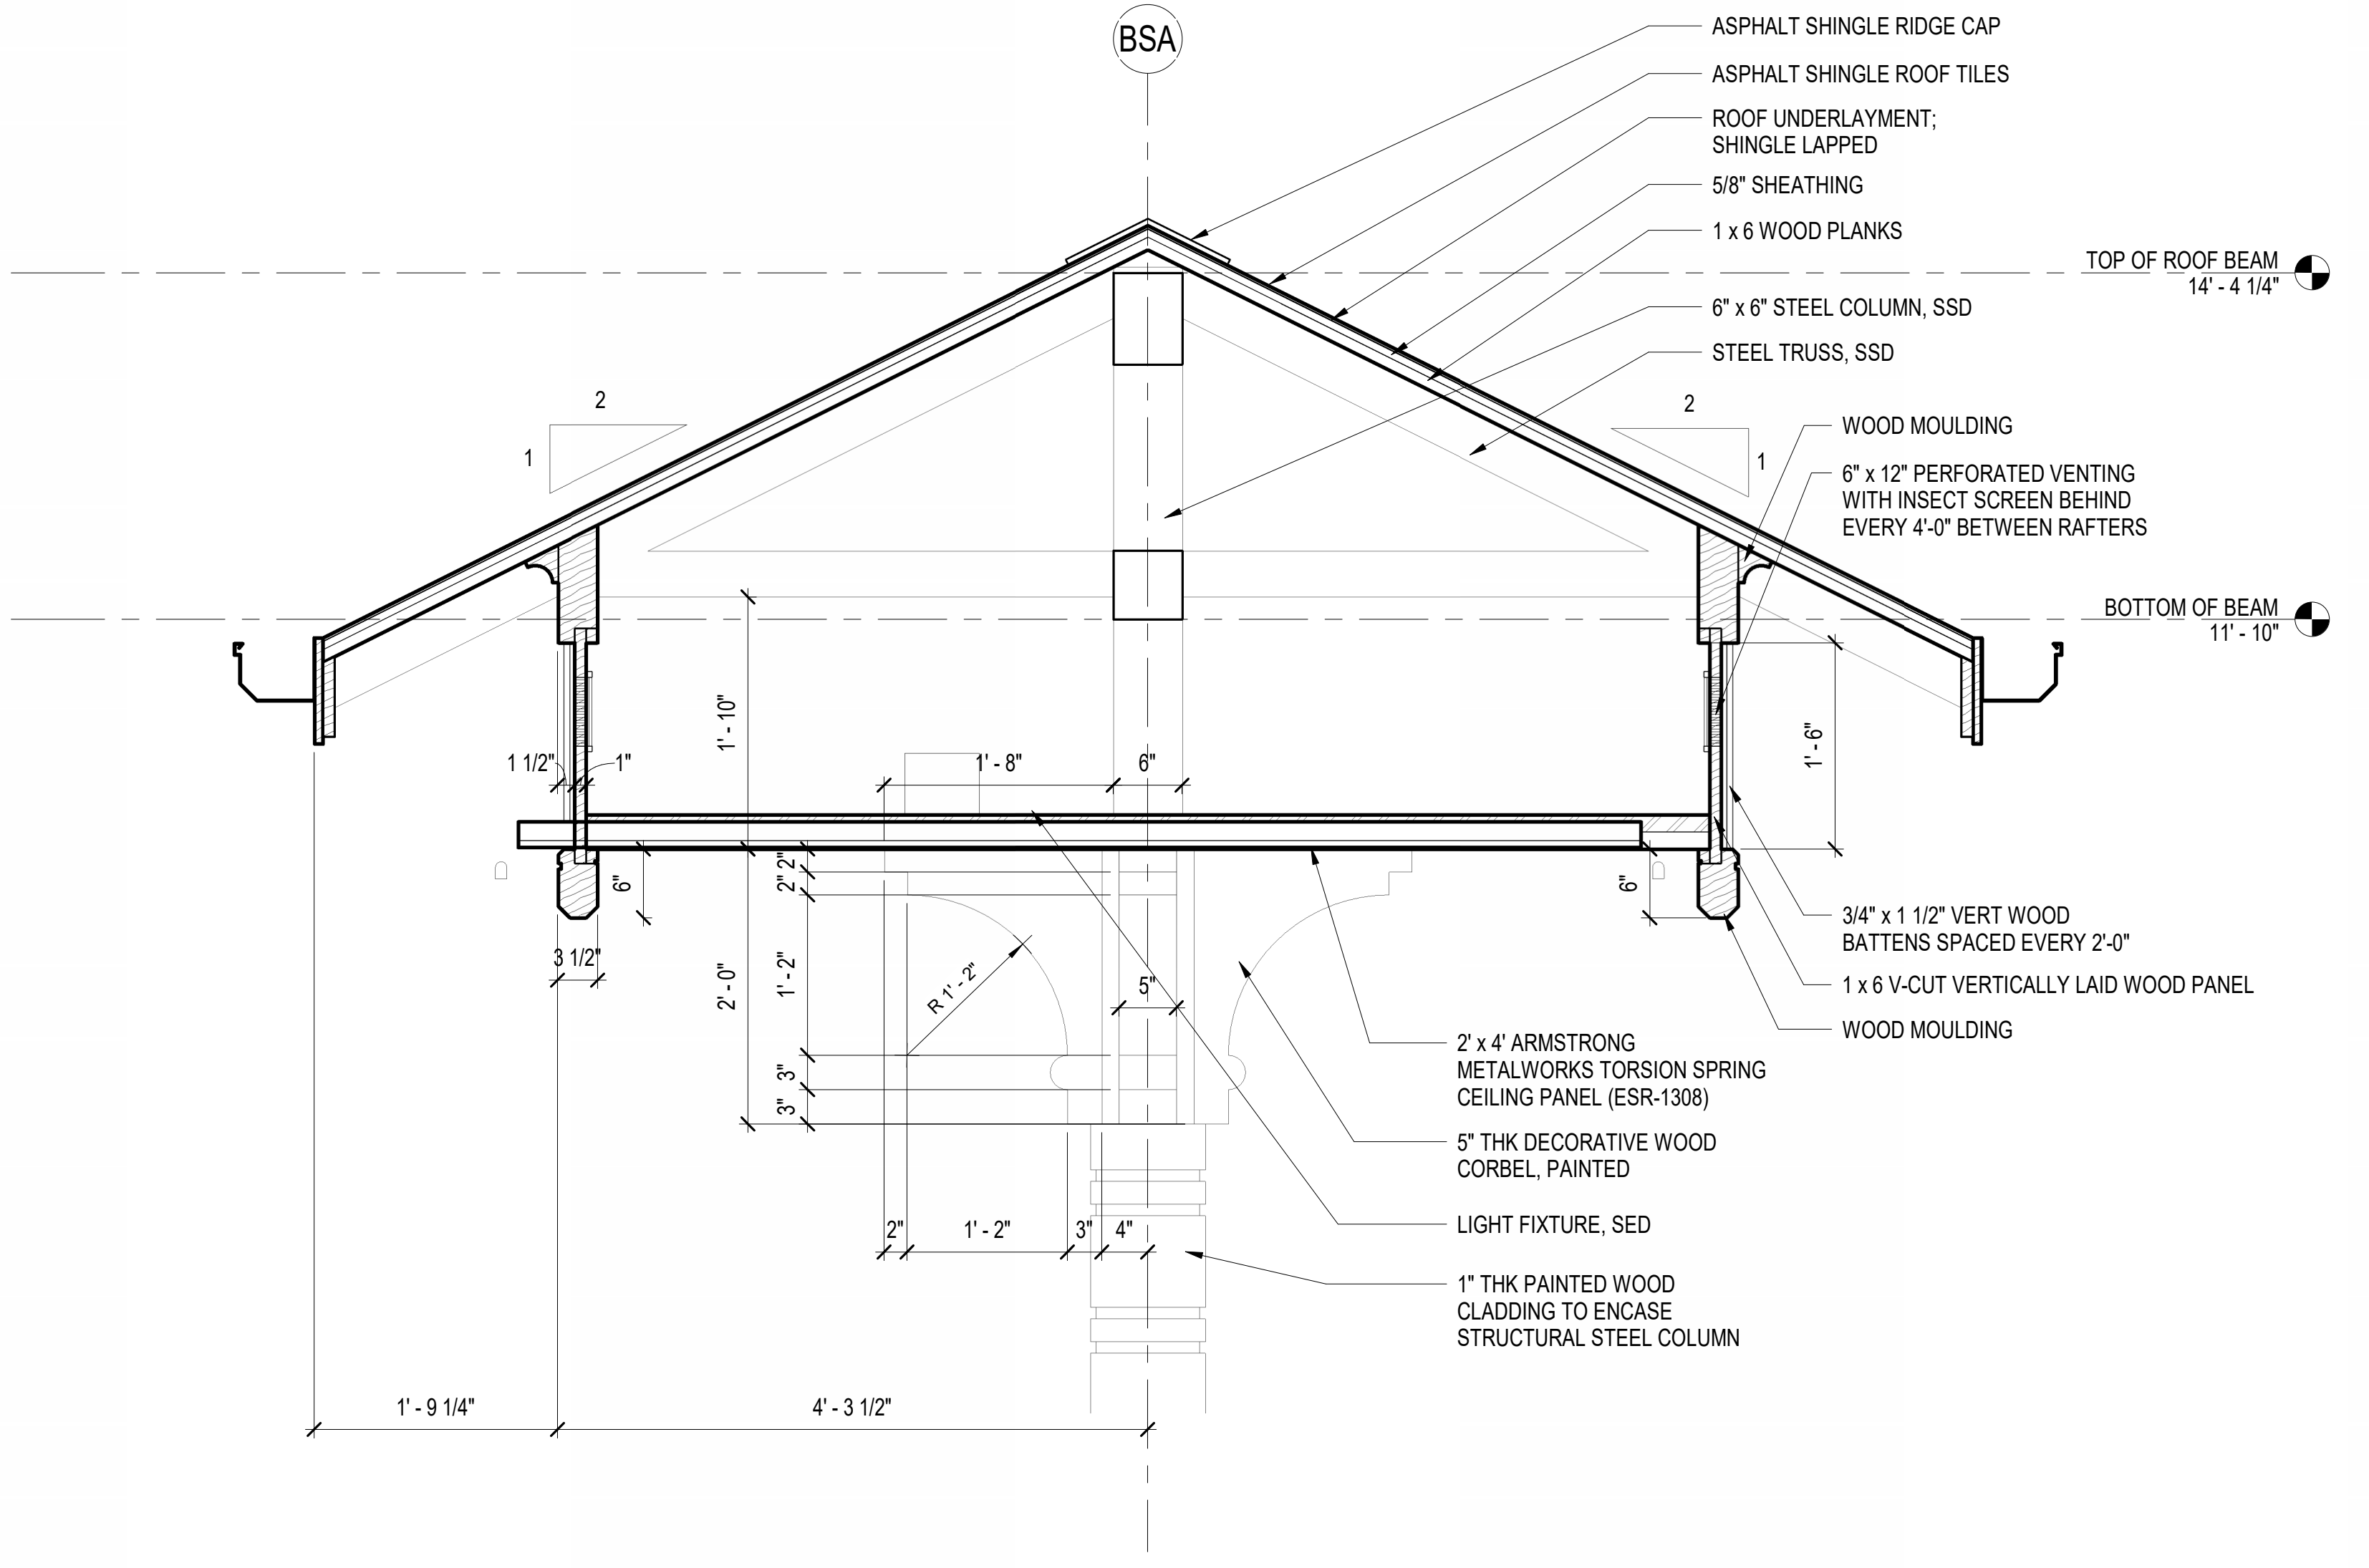 BSA
ASPHALT SHINGLE RIDGE CAP
ASPHALT SHINGLE ROOF TILES
ROOF UNDERLAYMENT;
SHINGLE LAPPED
5/8" SHEATHING
1 x 6 WOOD PLANKS
TOP OF ROOF BEAM
14' - 4 1/4"
6" x 6" STEEL COLUMN, SSD
STEEL TRUSS, SSD
2
1
2
1
WOOD MOULDING
6" x 12" PERFORATED VENTING
WITH INSECT SCREEN BEHIND
EVERY 4'-0" BETWEEN RAFTERS
BOTTOM OF BEAM
11' - 10"
1' - 10"
1' - 6"
1 1/2"
1"
1' - 8"
6"
2"
2"
6"
6"
3 1/2"
1' - 2"
2' - 0"
R 1' - 2"
5"
3"
3"
3/4" x 1 1/2" VERT WOOD
BATTENS SPACED EVERY 2'-0"
1 x 6 V-CUT VERTICALLY LAID WOOD PANEL
WOOD MOULDING
2' x 4' ARMSTRONG
METALWORKS TORSION SPRING
CEILING PANEL (ESR-1308)
5" THK DECORATIVE WOOD
CORBEL, PAINTED
LIGHT FIXTURE, SED
2"
1' - 2"
3"
4"
1" THK PAINTED WOOD
CLADDING TO ENCASE
STRUCTURAL STEEL COLUMN
1' - 9 1/4"
4' - 3 1/2"